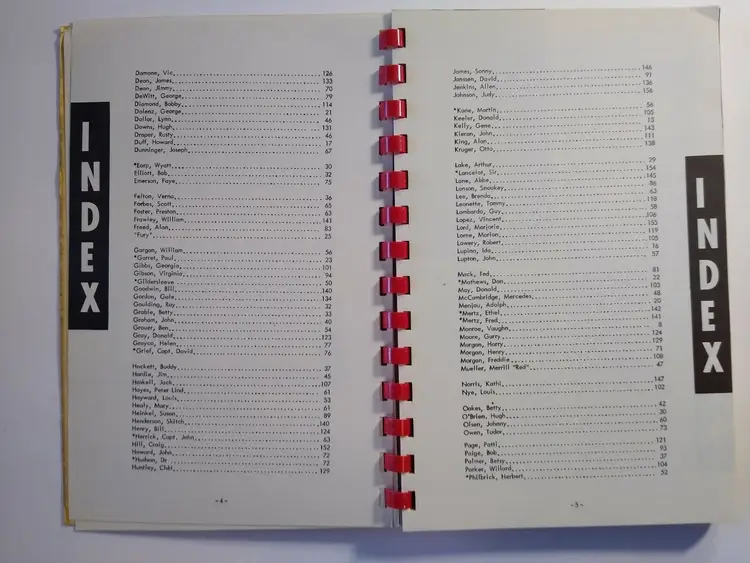 INDEX
Damone, Vic 126
Dean, James 133
Dean, Jimmy 70
DeWitt, George 79
Diamond, Bobby 114
Dolenz, George 21
Dollar, Lynn 46
Downs, Hugh 131
Draper, Rusty 46
Duff, Howard 17
Dunninger, Joseph 67
*Earp, Wyatt 30
Elliott, Bob 32
Emerson, Faye 75
Felton, Verna 36
Forbes, Scott 65
Foster, Preston 63
Frawley, William 141
Freed, Alan 83
"Fury" 25
Gargan, William 56
*Garret, Paul 23
Gibbs, Georgia 101
Gibson, Virginia 94
*Gildersleeve 50
Goodwin, Bill 140
Gordon, Gale 134
Goulding, Ray 32
Grable, Betty 33
Graham, John 40
Grauer, Ben 54
Gray, Donald 123
Grayco, Helen 77
*Grief, Capt. David 76
Hackett, Buddy 37
Hardie, Jim 45
Haskell, Jack 107
Hayes, Peter Lind 61
Hayward, Louis 53
Healy, Mary 61
Heinkel, Susan 89
Henderson, Skitch 140
Henry, Bill 124
*Herrick, Capt. John 63
Hill, Craig 152
Howard, John 72
*Hudson, Dr. 72
Huntley, Chet 129
-4-
James, Sonny 146
Janssen, David 91
Jenkins, Allen 136
Johnson, Judy 156
*Kane, Martin 56
Keeler, Donald 105
Kelly, Gene 13
Kieran, John 143
King, Alan 111
Kruger, Otto 138
Lake, Arthur 29
*Lancelot, Sir 154
Lane, Abbe 145
Lanson, Snookey 86
Lee, Brenda 63
Leonette, Tommy 118
Lombardo, Guy 58
Lopez, Vincent 106
Lord, Marjorie 155
Lorne, Marion 119
Lowery, Robert 105
Lupino, Ida 16
Lupton, John 57
Mack, Ted 81
*Mathews, Dan 22
May, Donald 103
McCambridge, Mercedes 48
Menjou, Adolph 20
*Mertz, Ethel 142
*Mertz, Fred 141
Monroe, Vaughn 8
Moore, Garry 124
Morgan, Harry 129
Morgan, Henry 71
Morgan, Freddie 108
Mueller, Merrill "Red" 47
Norris, Kathi 147
Nye, Louis 102
Oakes, Betty 42
O'Brien, Hugh 30
Olsen, Johnny 60
Owen, Tudor 73
Page, Patti 121
Paige, Bob 93
Palmer, Betsy 37
Parker, Willard 104
*Philbrick, Herbert 52
-5-
INDEX